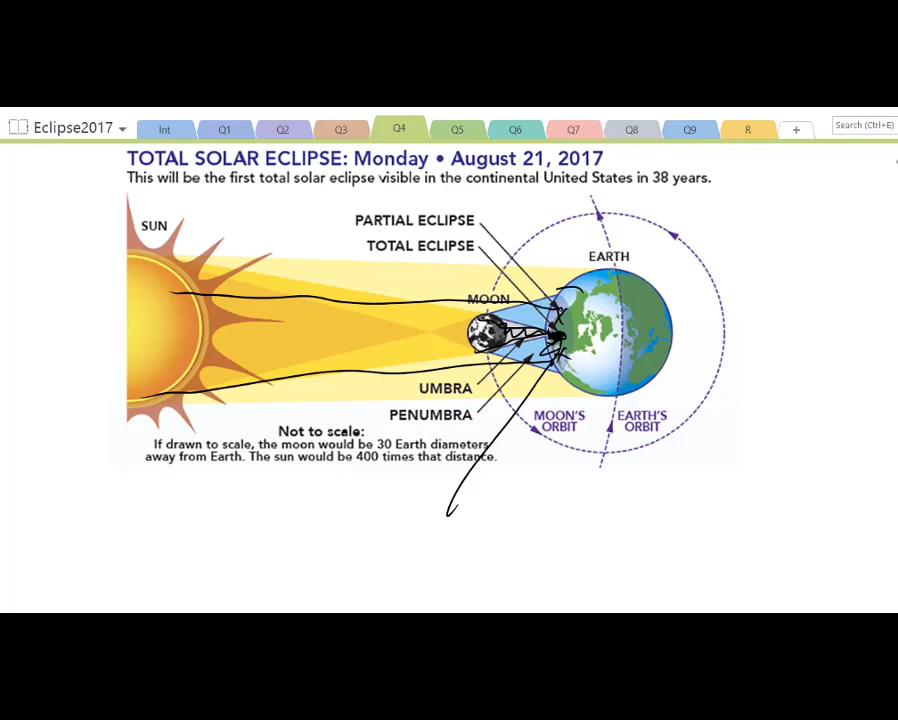 Eclipse2017
Int Q1 Q2 Q3 Q4 Q5 Q6 Q7 Q8 Q9 R +
Search (Ctrl+E)
TOTAL SOLAR ECLIPSE: Monday • August 21, 2017
This will be the first total solar eclipse visible in the continental United States in 38 years.
SUN
PARTIAL ECLIPSE
TOTAL ECLIPSE
EARTH
MOON
UMBRA
PENUMBRA
MOON'S
ORBIT
EARTH'S
ORBIT
Not to scale:
If drawn to scale, the moon would be 30 Earth diameters
away from Earth. The sun would be 400 times that distance.